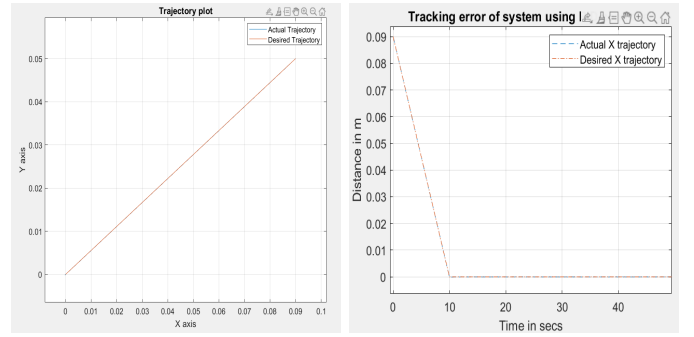 Trajectory plot
Actual Trajectory
Desired Trajectory
0.05
0.04
0.03
0.02
0.01
0
Y axis
0 0.01 0.02 0.03 0.04 0.05 0.06 0.07 0.08 0.09 0.1
X axis
Tracking error of system using
Actual X trajectory
Desired X trajectory
0.09
0.08
0.07
0.06
0.05
0.04
0.03
0.02
0.01
0
Distance in m
0 10 20 30 40
Time in secs